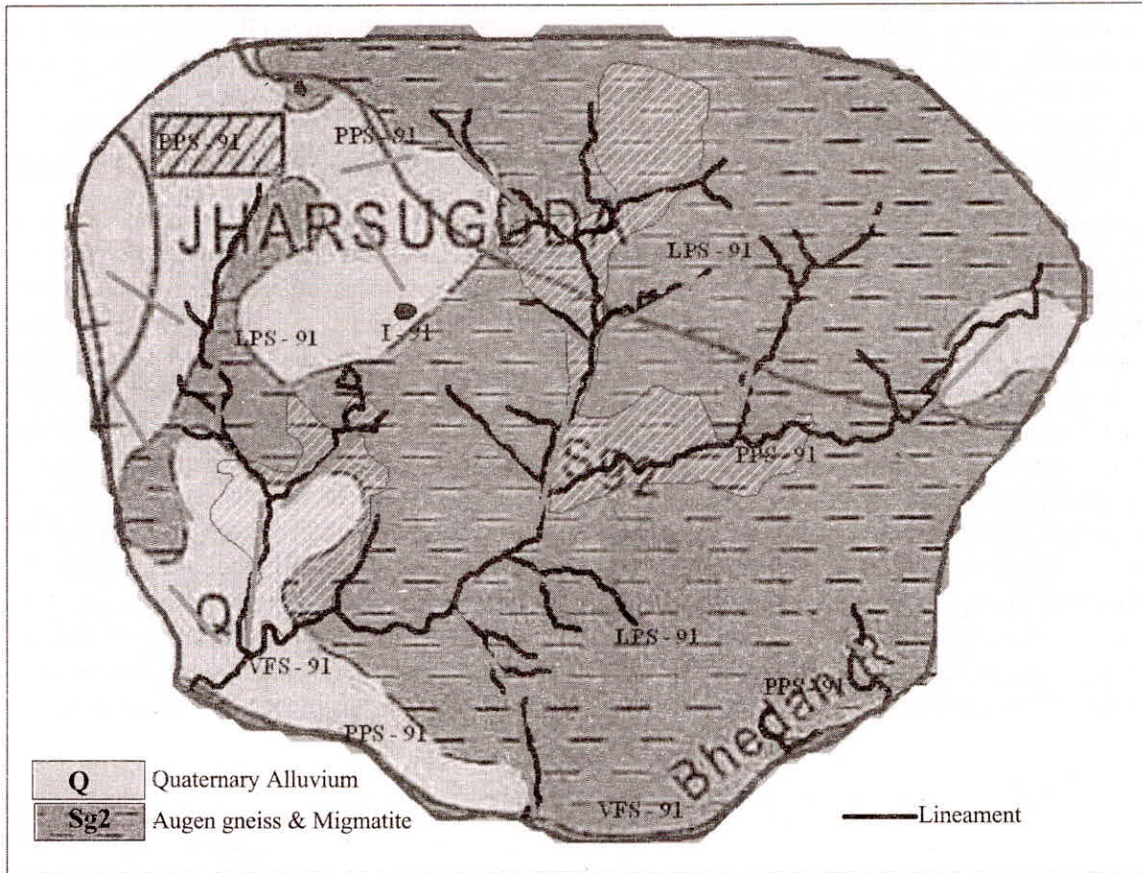 PPS - 91
PPS - 91
JHARSUGUDA
LPS - 91
LPS - 91
I - 91
PPS - 91
Sg2
Q
LPS - 91
VFS - 91
PPS - 91
PPS - 91
Bhedan R
VFS - 91
Q Quaternary Alluvium
Sg2 Augen gneiss & Migmatite
Lineament